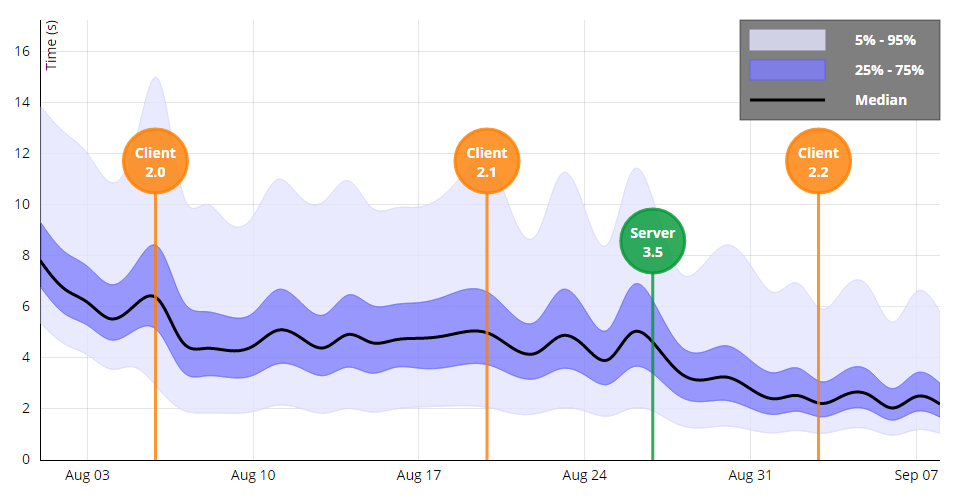 Time (s)
16
14
12
10
8
6
4
2
0
5% - 95%
25% - 75%
Median
Client
2.0
Client
2.1
Client
2.2
Server
3.5
Aug 03
Aug 10
Aug 17
Aug 24
Aug 31
Sep 07